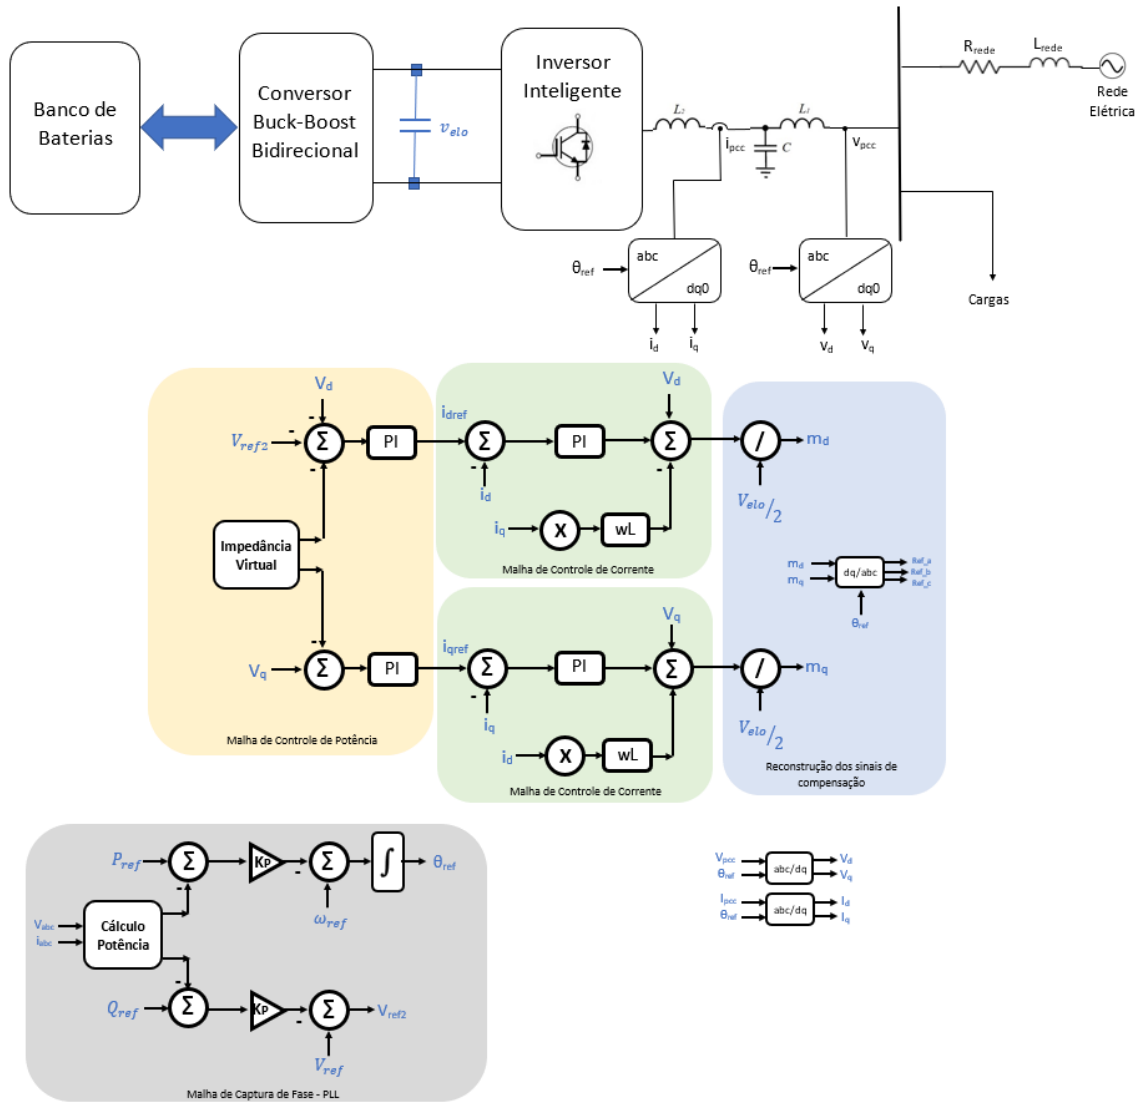 Banco de
Baterias
Conversor
Buck-Boost
Bidirecional
v_elo
Inversor
Inteligente
L₂
i_pcc
C
L₁
v_pcc
R_rede
L_rede
Rede
Elétrica
Cargas
θ_ref
abc
dq0
i_d
i_q
θ_ref
abc
dq0
v_d
v_q
V_d
V_ref2
Σ
PI
Impedância
Virtual
V_q
Σ
PI
Malha de Controle de Potência
i_dref
Σ
i_d
PI
V_d
Σ
i_q
X
wL
Malha de Controle de Corrente
i_qref
Σ
i_q
PI
V_q
Σ
i_d
X
wL
Malha de Controle de Corrente
/
m_d
V_elo/2
m_d
m_q
dq/abc
Ref_a
Ref_b
Ref_c
θ_ref
/
m_q
V_elo/2
Reconstrução dos sinais de
compensação
P_ref
Σ
Kp
Σ
∫
θ_ref
ω_ref
V_abc
i_abc
Cálculo
Potência
Q_ref
Σ
Kp
Σ
V_ref2
V_ref
Malha de Captura de Fase - PLL
V_pcc
θ_ref
abc/dq
V_d
V_q
I_pcc
θ_ref
abc/dq
I_d
I_q